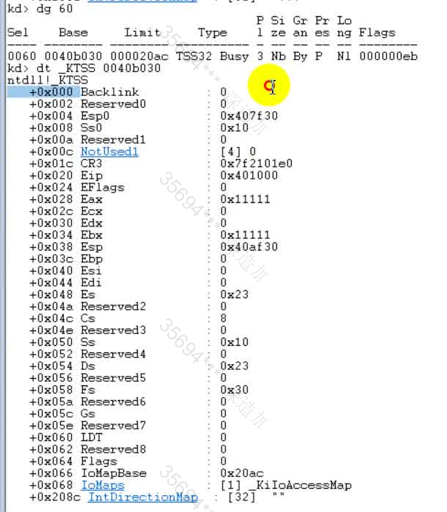 kd> dg 60
P Si Gr Pr Lo
Sel Base Limit Type l ze an es ng Flags
0060 0040b030 000020ac TSS32 Busy 3 Nb By P Nl 000000eb
kd> dt _KTSS 0040b030
ntdll!_KTSS
+0x000 Backlink : 0
+0x002 Reserved0 : 0
+0x004 Esp0 : 0x407f30
+0x008 Ss0 : 0x10
+0x00a Reserved1 : 0
+0x00c NotUsed1 : [4] 0
+0x01c CR3 : 0x7f2101e0
+0x020 Eip : 0x401000
+0x024 EFlags : 0
+0x028 Eax : 0x11111
+0x02c Ecx : 0
+0x030 Edx : 0
+0x034 Ebx : 0x11111
+0x038 Esp : 0x40af30
+0x03c Ebp : 0
+0x040 Esi : 0
+0x044 Edi : 0
+0x048 Es : 0x23
+0x04a Reserved2 : 0
+0x04c Cs : 8
+0x04e Reserved3 : 0
+0x050 Ss : 0x10
+0x052 Reserved4 : 0
+0x054 Ds : 0x23
+0x056 Reserved5 : 0
+0x058 Fs : 0x30
+0x05a Reserved6 : 0
+0x05c Gs : 0
+0x05e Reserved7 : 0
+0x060 LDT : 0
+0x062 Reserved8 : 0
+0x064 Flags : 0
+0x066 IoMapBase : 0x20ac
+0x068 IoMaps : [1] _KiIoAccessMap
+0x208c IntDirectionMap : [32] ""